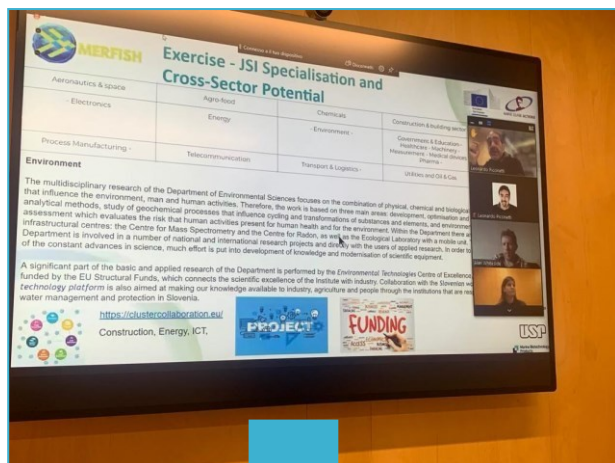 MERFISH
Exercise - JSI Specialisation and
Cross-Sector Potential
Aeronautics & space
Agro-food
Chemicals
Construction & building sector
- Electronics
Energy
- Environment -
Government & Education -
Healthcare - Machinery -
Measurement - Medical devices
Pharma -
Process Manufacturing -
Telecommunication
Transport & Logistics -
Utilities and Oil & Gas
Environment
The multidisciplinary research of the Department of Environmental Sciences focuses on the combination of physical, chemical and biological
that influence the environment, man and human activities. Therefore, the work is based on three main areas: development, optimisation and
analytical methods, study of geochemical processes that influence cycling and transformations of substances and elements, and environment
assessment which evaluates the risk that human activities present for human health and for the environment. Within the Department there a
infrastructural centres: the Centre for Mass Spectrometry and the Centre for Radon, as well as the Ecological Laboratory with a mobile unit.
Department is involved in a number of national and international research projects and directly with the users of applied research. In order to
of the constant advances in science, much effort is put into development of knowledge and modernisation of scientific equipment.
A significant part of the basic and applied research of the Department is performed by the Environmental Technologies Centre of Excellence,
funded by the EU Structural Funds, which connects the scientific excellence of the Institute with industry. Collaboration with the Slovenian w
technology platform is also aimed at making our knowledge available to industry, agriculture and people through the institutions that are res
water management and protection in Slovenia.
https://clustercollaboration.eu/
Construction, Energy, ICT,
PROJECT
FUNDING
USP
Leonardo Piccinetti
Leonardo Piccinetti